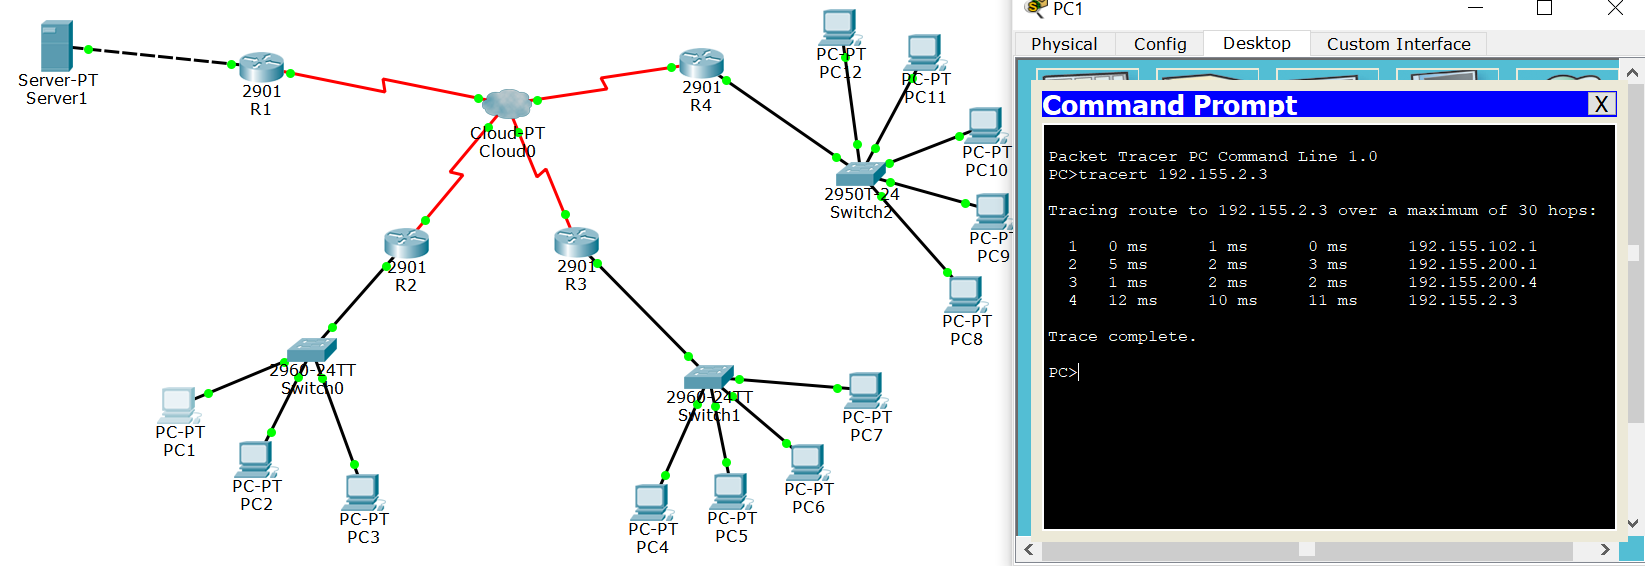 Server-PT
Server1
2901
R1
Cloud-PT
Cloud0
2901
R4
PC-PT
PC12
PC-PT
PC11
PC-PT
PC10
2950T-24
Switch2
PC-PT
PC9
PC-PT
PC8
2901
R2
2901
R3
2960-24TT
Switch0
PC-PT
PC1
PC-PT
PC2
PC-PT
PC3
2960-24TT
Switch1
PC-PT
PC7
PC-PT
PC6
PC-PT
PC5
PC-PT
PC4
PC1
Physical Config Desktop Custom Interface
Command Prompt X
Packet Tracer PC Command Line 1.0
PC>tracert 192.155.2.3
Tracing route to 192.155.2.3 over a maximum of 30 hops:
1 0 ms 1 ms 0 ms 192.155.102.1
2 5 ms 2 ms 3 ms 192.155.200.1
3 1 ms 2 ms 2 ms 192.155.200.4
4 12 ms 10 ms 11 ms 192.155.2.3
Trace complete.
PC>